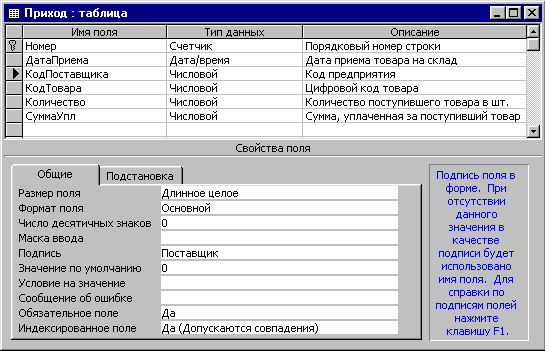 Приход : таблица
Имя поля Тип данных Описание
Номер Счетчик Порядковый номер строки
ДатаПриема Дата/время Дата приема товара на склад
КодПоставщика Числовой Код предприятия
КодТовара Числовой Цифровой код товара
Количество Числовой Количество поступившего товара в шт.
СуммаУпл Числовой Сумма, уплаченная за поступивший товар
Свойства поля
Общие Подстановка
Размер поля Длинное целое
Формат поля Основной
Число десятичных знаков 0
Маска ввода
Подпись Поставщик
Значение по умолчанию 0
Условие на значение
Сообщение об ошибке
Обязательное поле Да
Индексированное поле Да (Допускаются совпадения)
Подпись поля в
форме. При
отсутствии
данного
значения в
качестве
подписи будет
использовано
имя поля. Для
справки по
подписям полей
нажмите
клавишу F1.